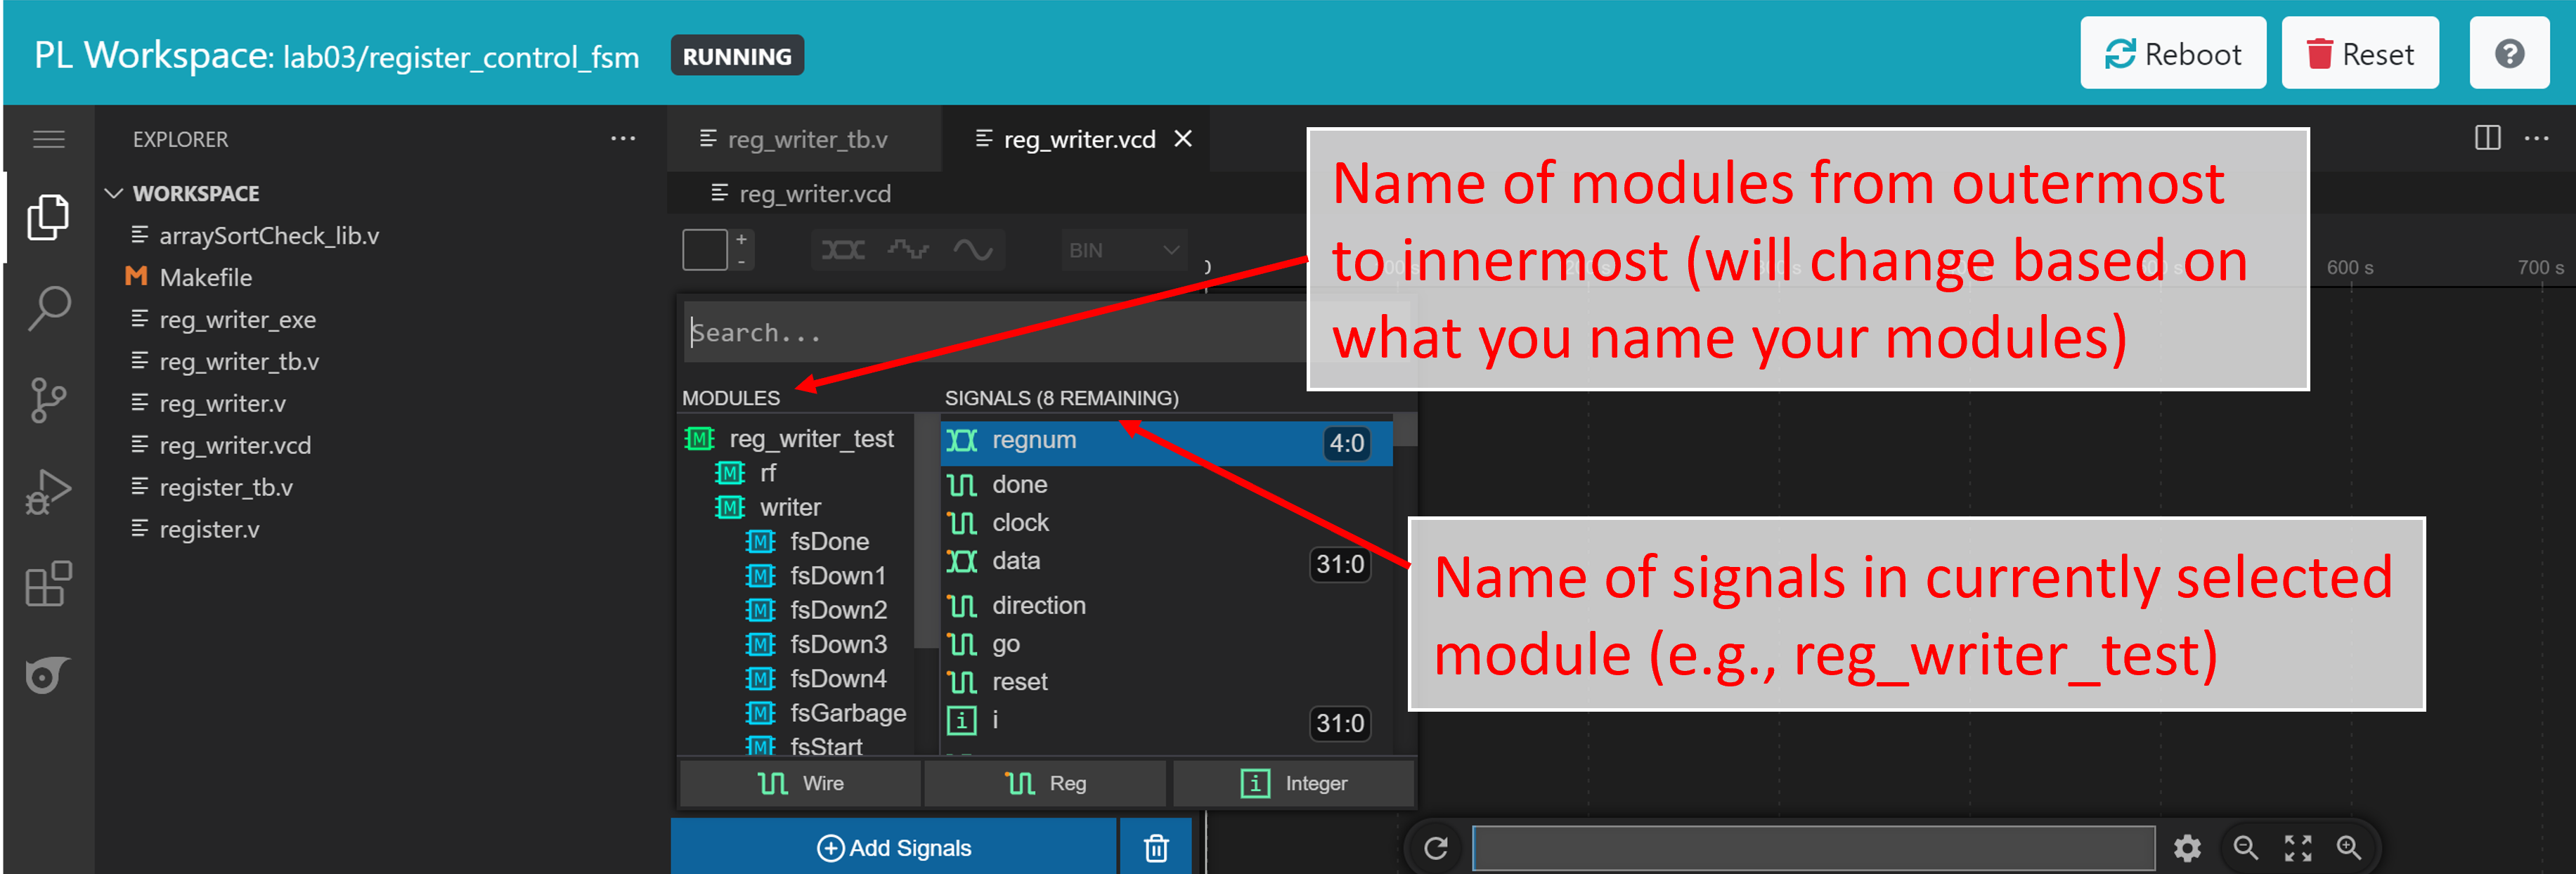 PL Workspace: lab03/register_control_fsm RUNNING Reboot Reset ?
EXPLORER
WORKSPACE
arraySortCheck_lib.v
M Makefile
reg_writer_exe
reg_writer_tb.v
reg_writer.v
reg_writer.vcd
register_tb.v
register.v
reg_writer_tb.v reg_writer.vcd
reg_writer.vcd
+ - BIN
600 s 700 s
Search...
MODULES
M reg_writer_test
M rf
M writer
M fsDone
M fsDown1
M fsDown2
M fsDown3
M fsDown4
M fsGarbage
M fsStart
SIGNALS (8 REMAINING)
regnum 4:0
done
clock
data 31:0
direction
go
reset
i i 31:0
Wire Reg i Integer
Add Signals
Name of modules from outermost
to innermost (will change based on
what you name your modules)
Name of signals in currently selected
module (e.g., reg_writer_test)